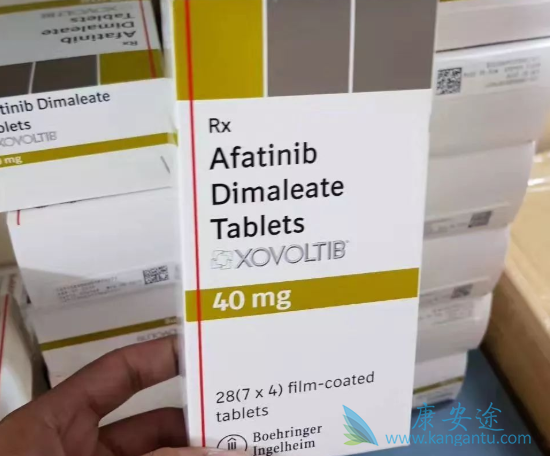 Rx
Afatinib
Dimaleate
Tablets
Rx
Afatinib
Dimaleate
Tablets
XOVOLTIB
40 mg
28(7 x 4) film-coated
tablets
Boehringer
Ingelheim
Dimaleate
XOVOLTIB
mg
康安途
www.kangantu.com